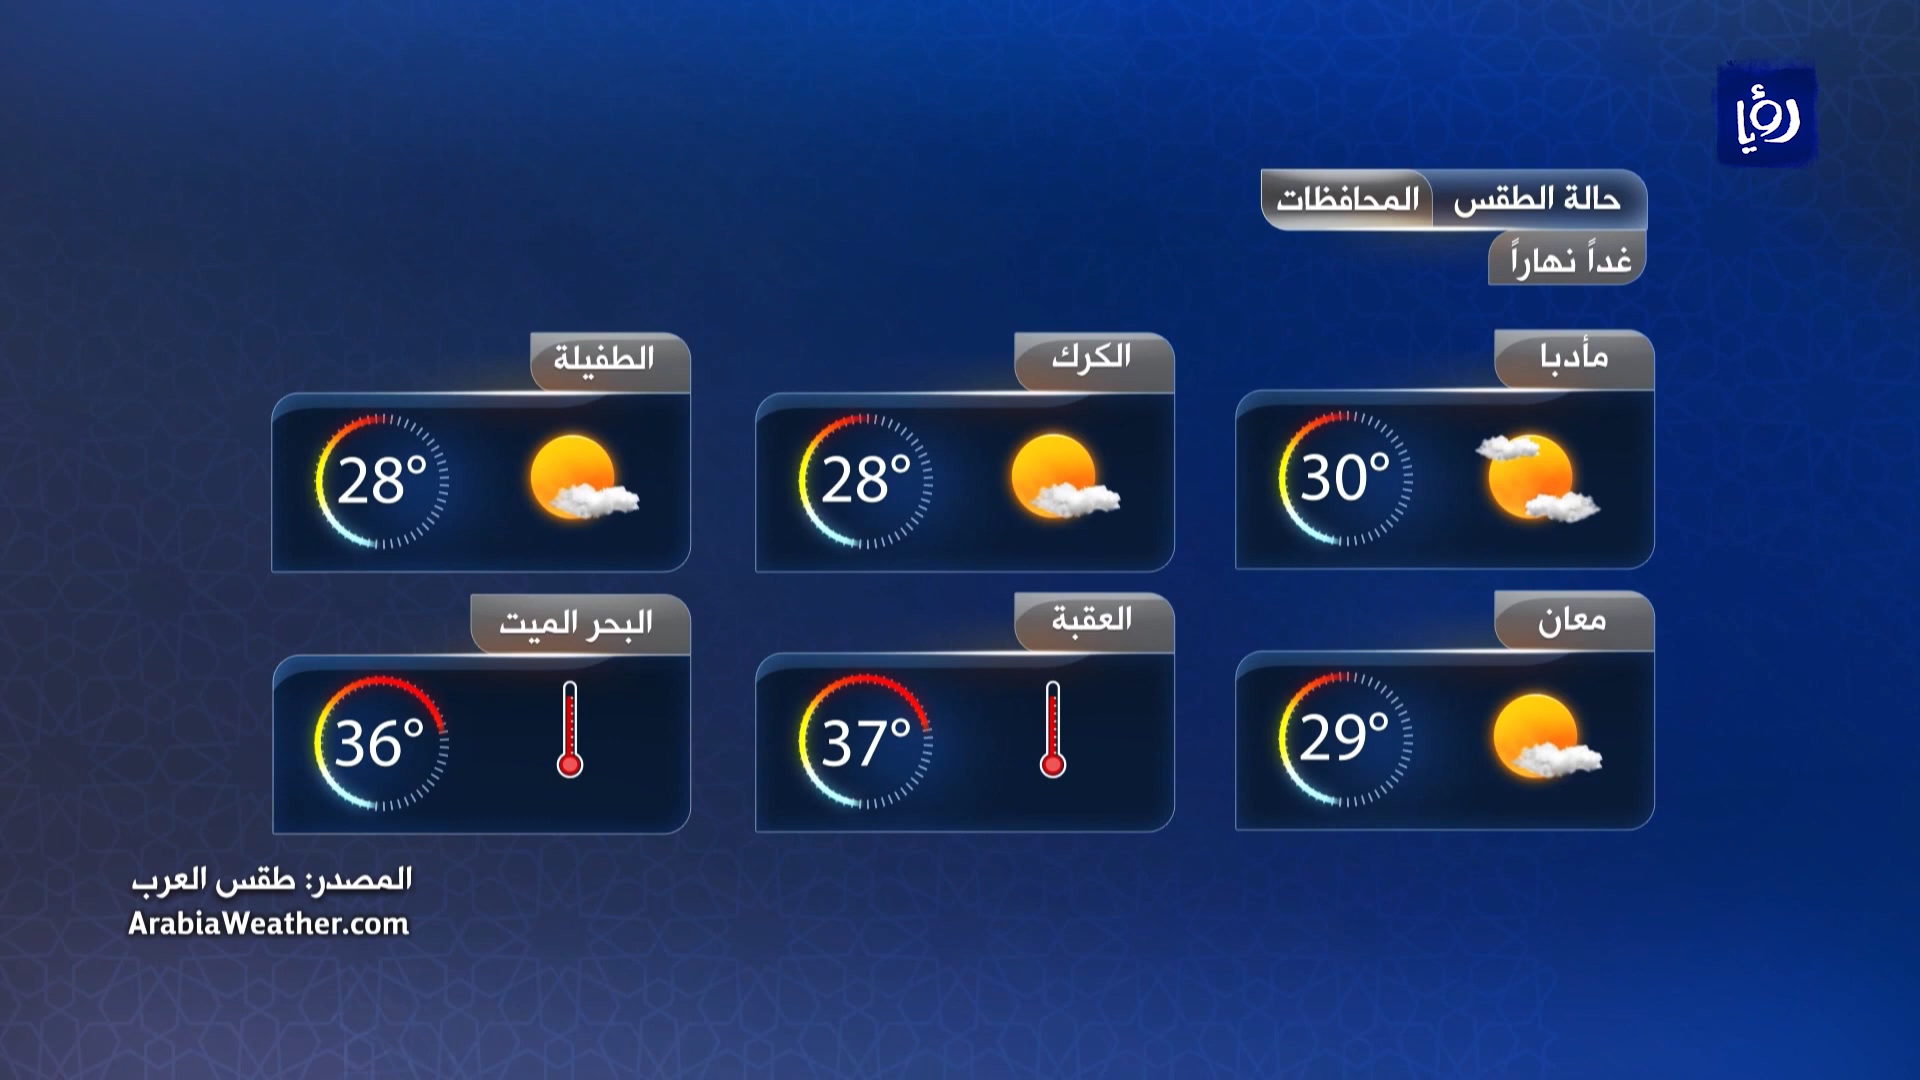 رؤيا
حالة الطقس المحافظات
غداً نهاراً
مأدبا
30°
الكرك
28°
الطفيلة
28°
معان
29°
العقبة
37°
البحر الميت
36°
المصدر: طقس العرب
ArabiaWeather.com